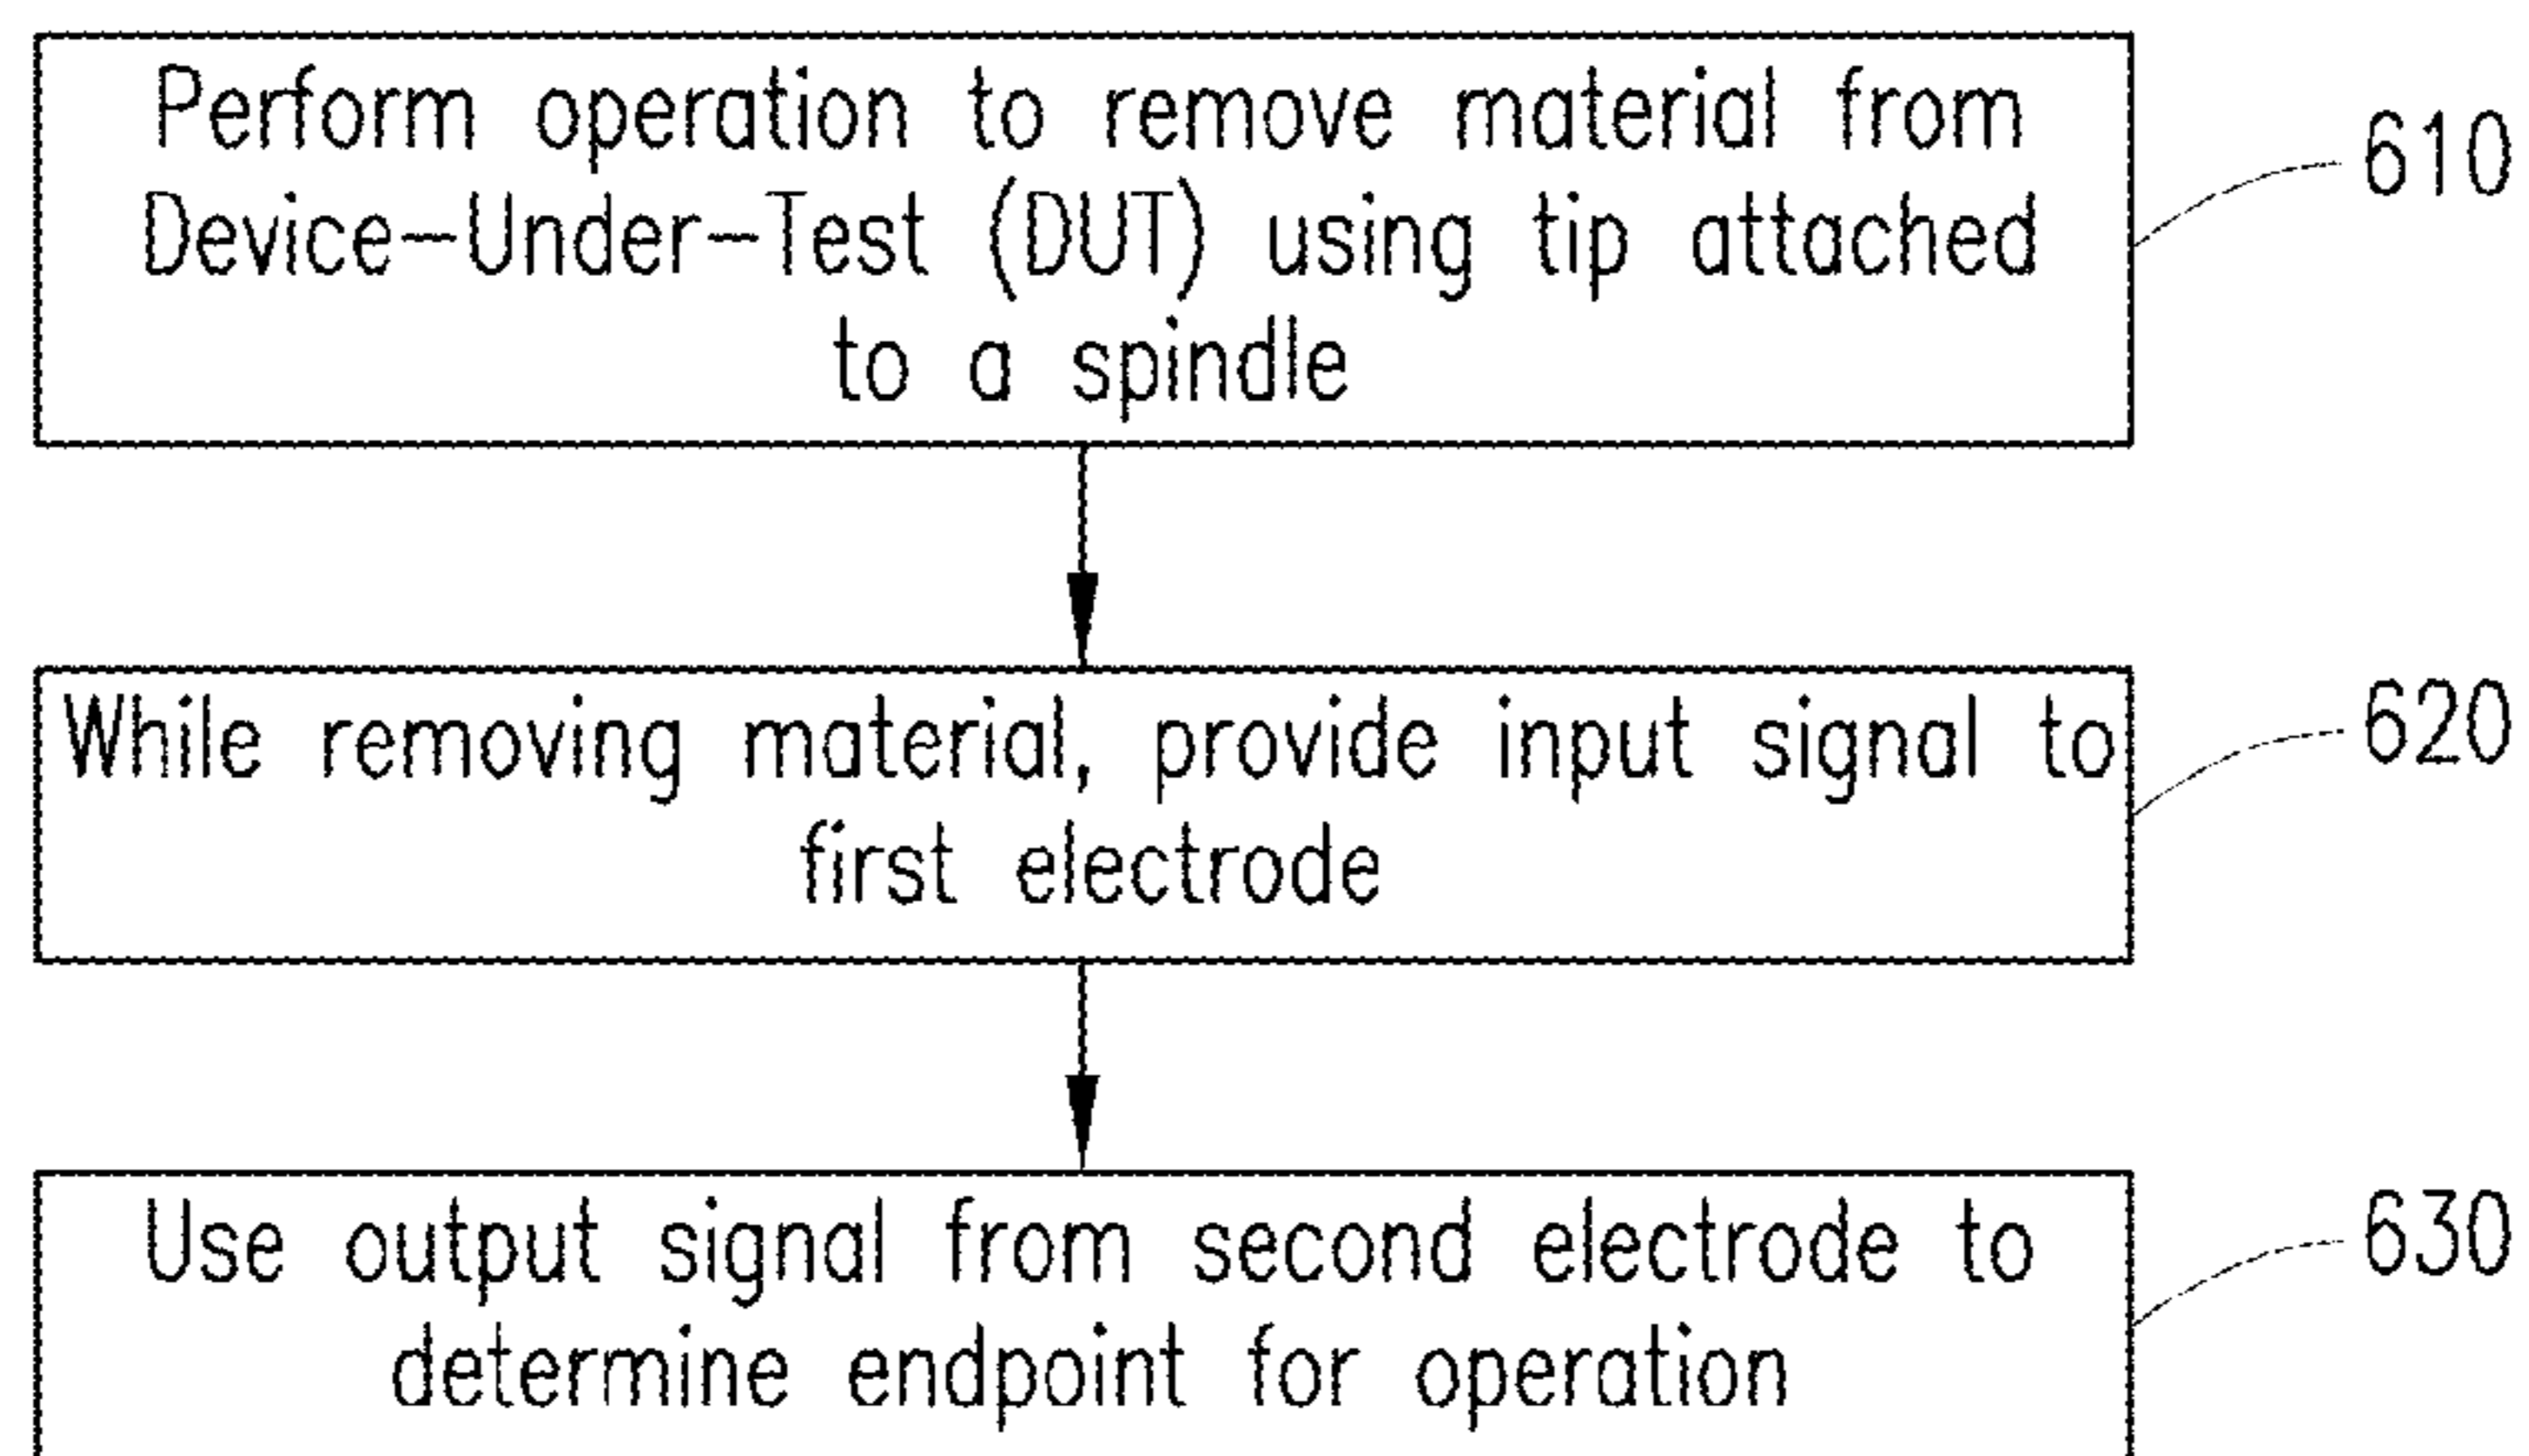 Perform operation to remove material from
Device-Under-Test (DUT) using tip attached
to a spindle
610
While removing material, provide input signal to
first electrode
620
Use output signal from second electrode to
determine endpoint for operation
630